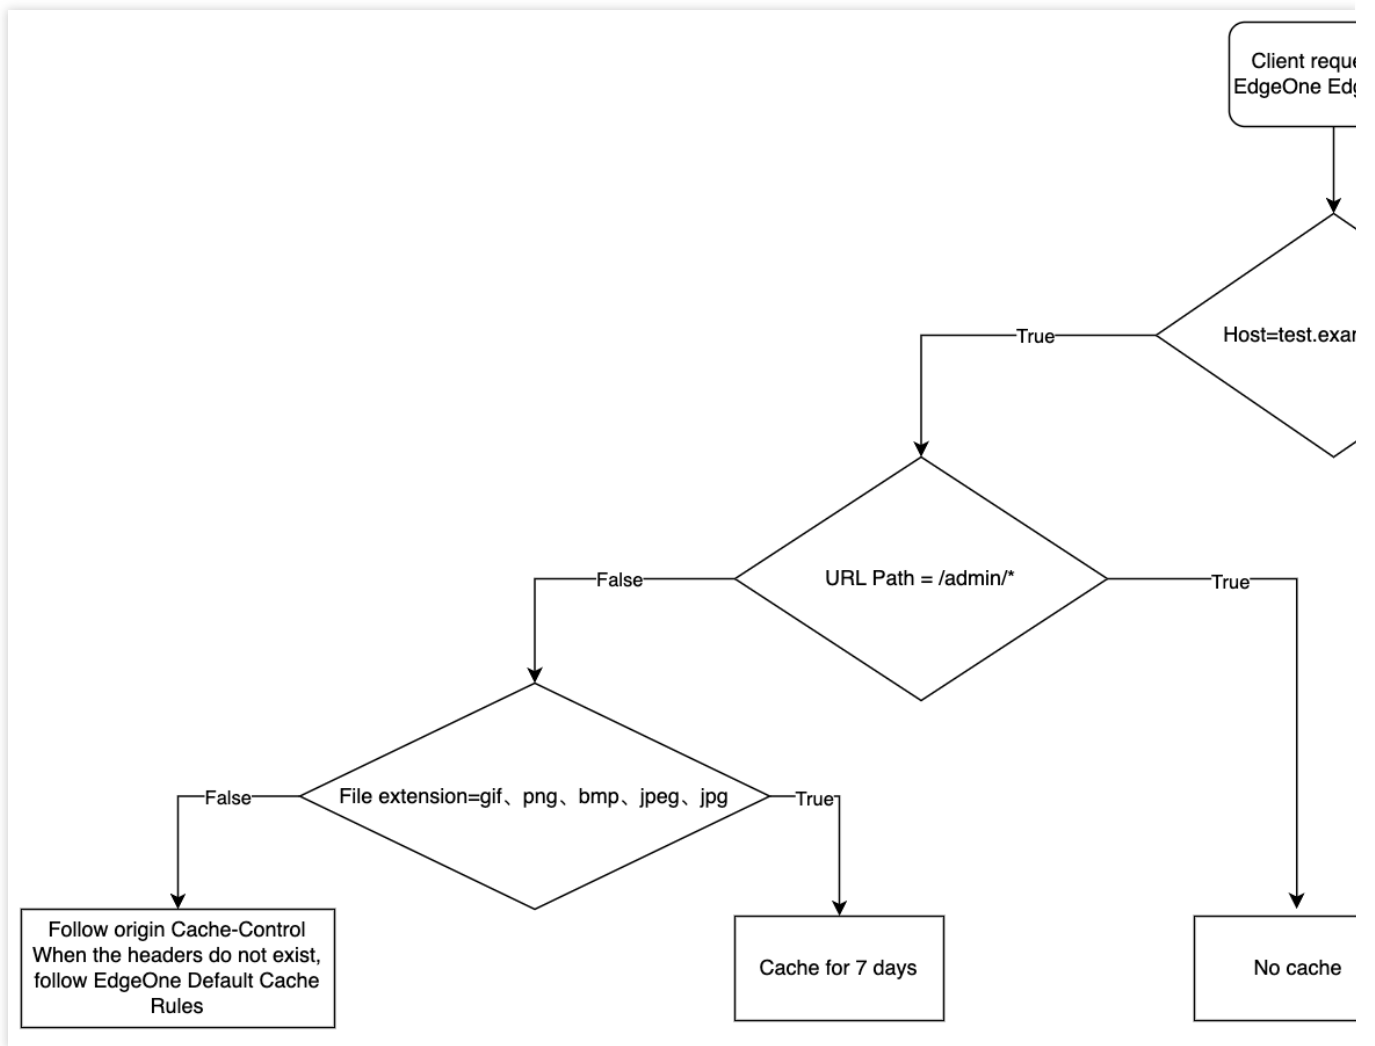 Client reque
EdgeOne Edg
Host=test.exar
True
URL Path = /admin/*
False
True
File extension=gif、png、bmp、jpeg、jpg
False
True
Follow origin Cache-Control
When the headers do not exist,
follow EdgeOne Default Cache
Rules
Cache for 7 days
No cache